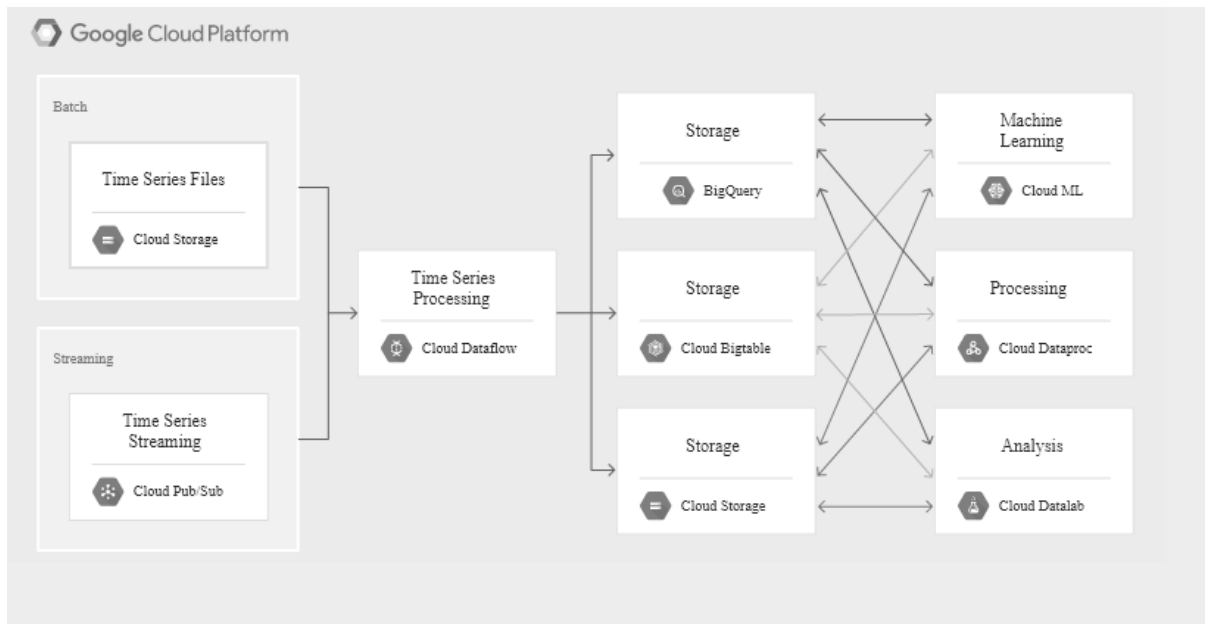 Google Cloud Platform
Batch
Time Series Files
Cloud Storage
Streaming
Time Series
Streaming
Cloud Pub/Sub
Time Series
Processing
Cloud Dataflow
Storage
BigQuery
Storage
Cloud Bigtable
Storage
Cloud Storage
Machine
Learning
Cloud ML
Processing
Cloud Dataproc
Analysis
Cloud Datalab